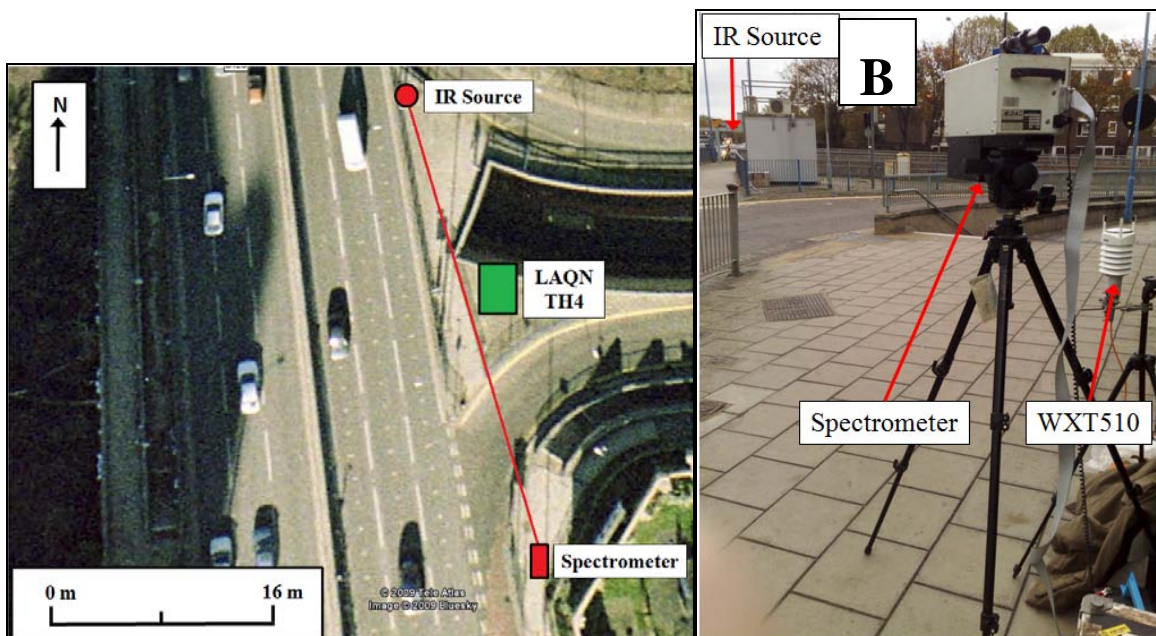 N
IR Source
LAQN
TH4
Spectrometer
0 m
16 m
© 2009 Tele Atlas
Image © 2009 Bluesky
IR Source
B
Spectrometer
WXT510